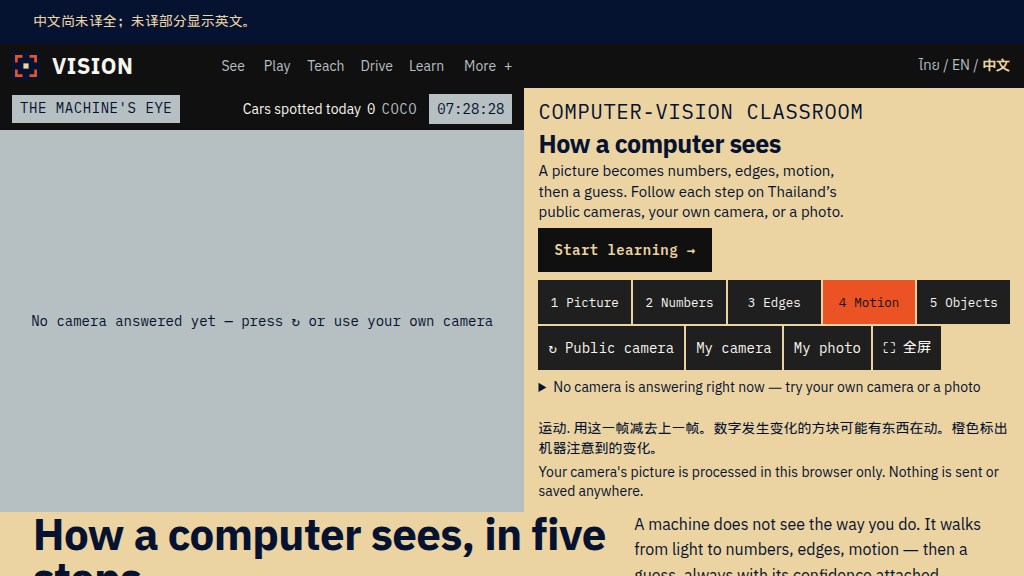 中文尚未译全；未译部分显示英文。
VISION
See Play Teach Drive Learn More +
ไทย / EN / 中文
THE MACHINE'S EYE
Cars spotted today 0 COCO 07:28:28
No camera answered yet — press ↻ or use your own camera
COMPUTER-VISION CLASSROOM
How a computer sees
A picture becomes numbers, edges, motion,
then a guess. Follow each step on Thailand’s
public cameras, your own camera, or a photo.
Start learning →
1 Picture 2 Numbers 3 Edges 4 Motion 5 Objects
↻ Public camera My camera My photo ⛶ 全屏
▶ No camera is answering right now — try your own camera or a photo
运动. 用这一帧减去上一帧。数字发生变化的方块可能有东西在动。橙色标出
机器注意到的变化。
Your camera's picture is processed in this browser only. Nothing is sent or
saved anywhere.
How a computer sees, in five
steps
A machine does not see the way you do. It walks
from light to numbers, edges, motion — then a
guess, always with its confidence attached.